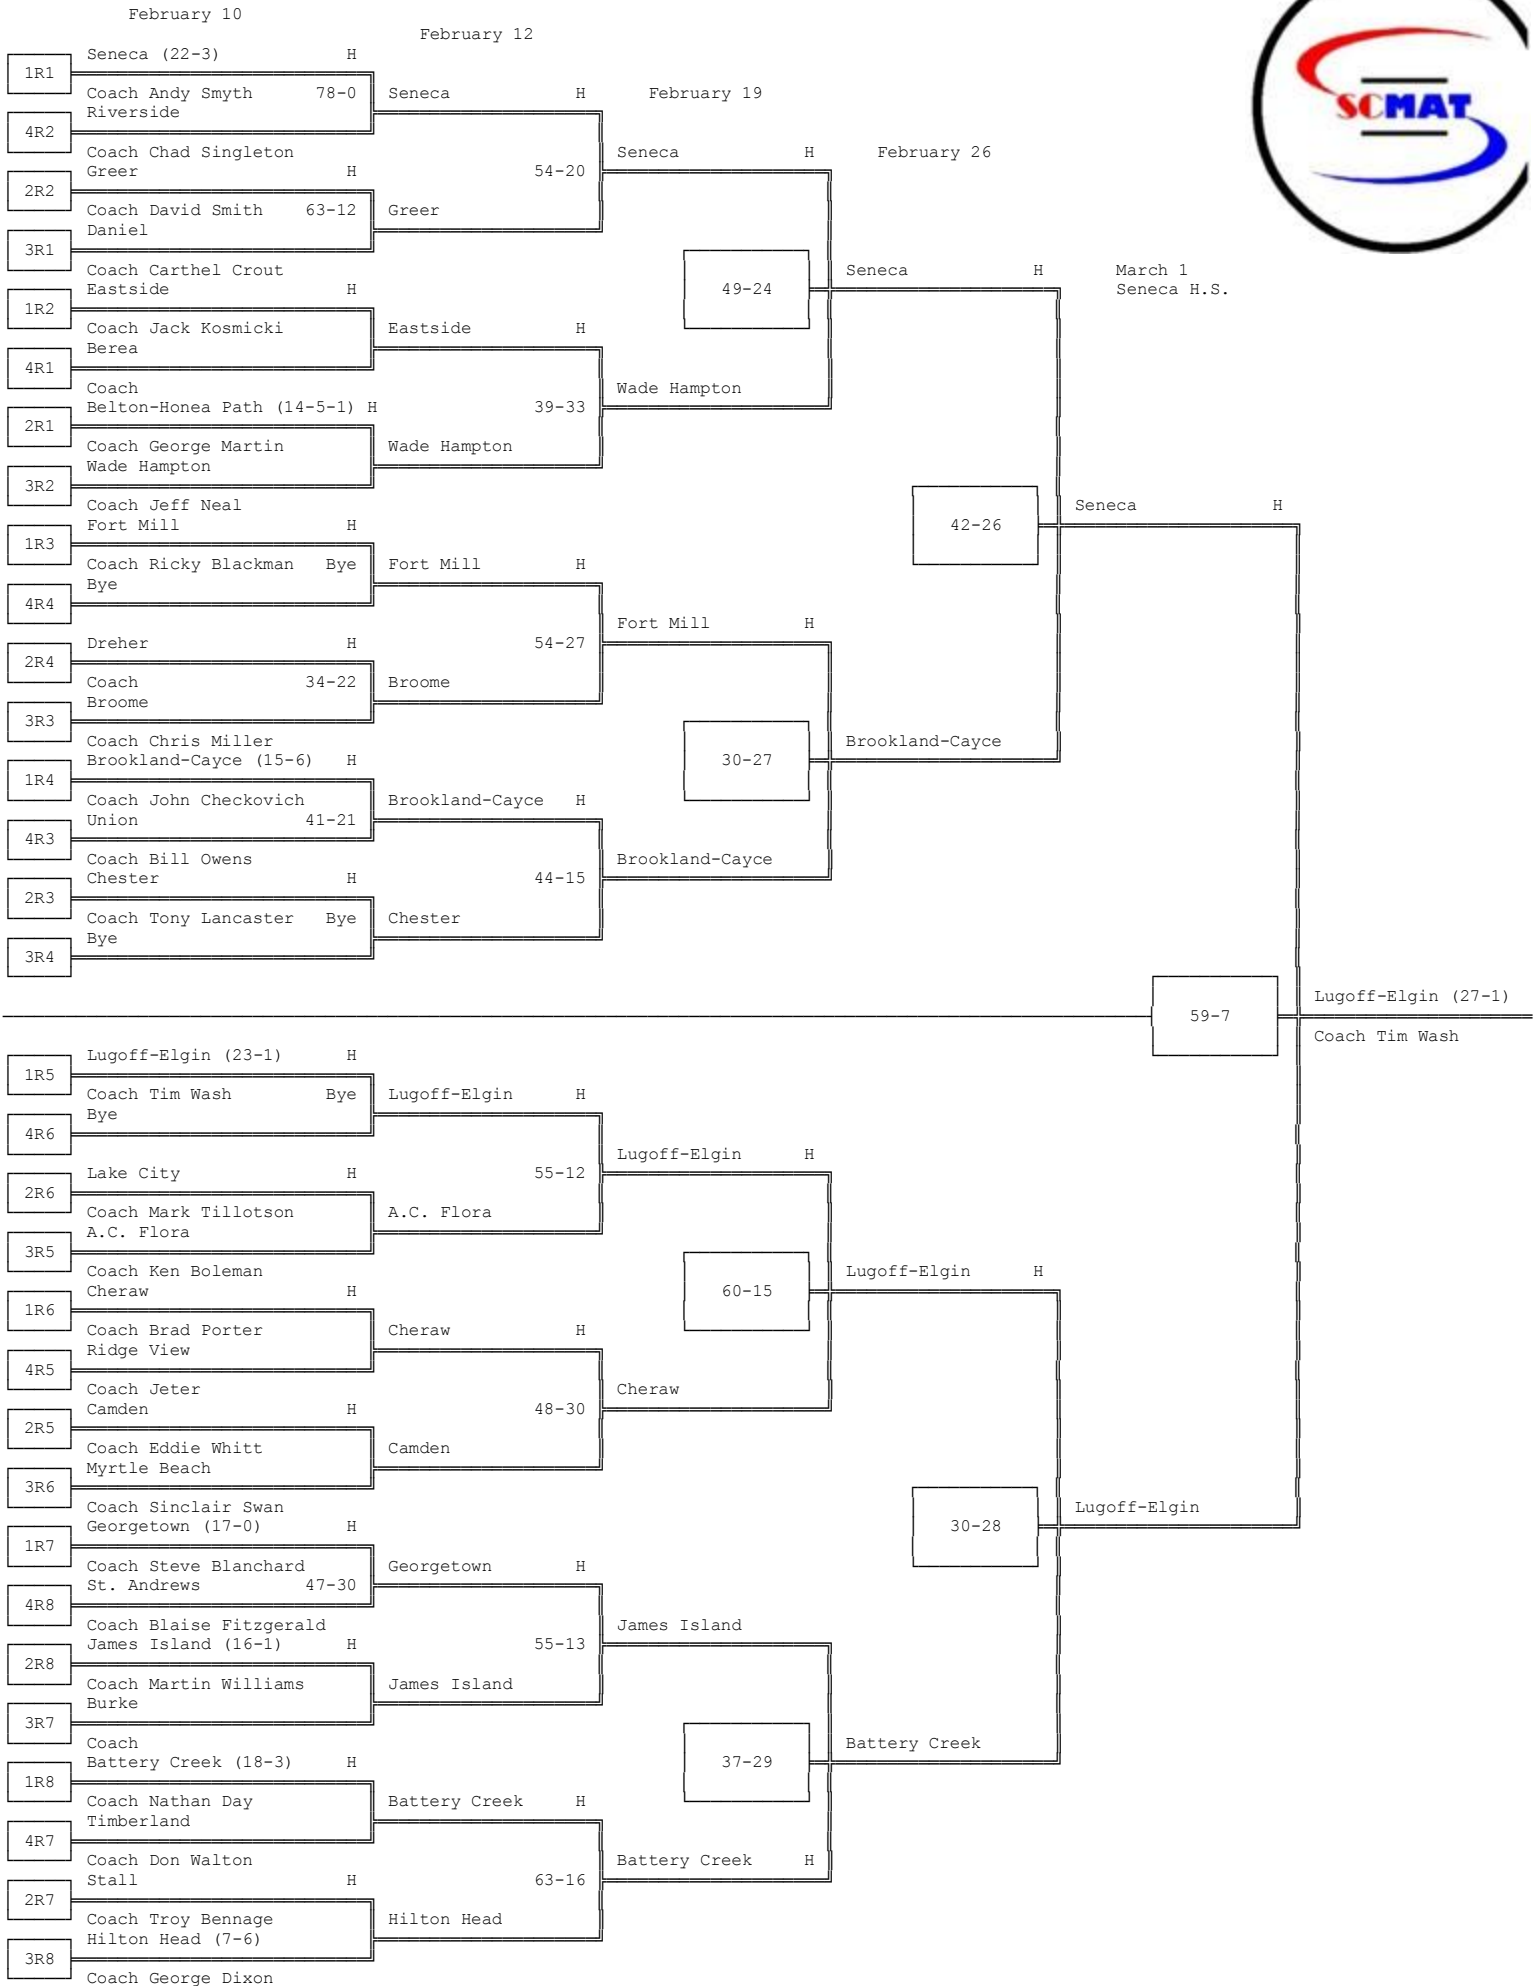 February 10
February 12
Seneca (22-3) H
1R1
Coach Andy Smyth 78-0 Seneca H February 19
Riverside
4R2
Coach Chad Singleton Seneca H February 26
Greer H 54-20
2R2
Coach David Smith 63-12 Greer
Daniel
3R1
Coach Carthel Crout Seneca H March 1
Eastside H 49-24 Seneca H.S.
1R2
Coach Jack Kosmicki Eastside H
Berea
4R1
Coach Wade Hampton
Belton-Honea Path (14-5-1) H 39-33
2R1
Coach George Martin Wade Hampton
Wade Hampton
3R2
Coach Jeff Neal Seneca H
Fort Mill H 42-26
1R3
Coach Ricky Blackman Bye Fort Mill H
Bye
4R4
Fort Mill H
Dreher H 54-27
2R4
Coach 34-22 Broome
Broome
3R3
Coach Chris Miller Brookland-Cayce
Brookland-Cayce (15-6) H 30-27
1R4
Coach John Checkovich Brookland-Cayce H
Union 41-21
4R3
Coach Bill Owens Brookland-Cayce
Chester H 44-15
2R3
Coach Tony Lancaster Bye Chester
Bye
3R4
Lugoff-Elgin (27-1)
59-7
Coach Tim Wash
Lugoff-Elgin (23-1) H
1R5
Coach Tim Wash Bye Lugoff-Elgin H
Bye
4R6
Lugoff-Elgin H
Lake City H 55-12
2R6
Coach Mark Tillotson A.C. Flora
A.C. Flora
3R5
Coach Ken Boleman Lugoff-Elgin H
Cheraw H 60-15
1R6
Coach Brad Porter Cheraw H
Ridge View
4R5
Coach Jeter Cheraw
Camden H 48-30
2R5
Coach Eddie Whitt Camden
Myrtle Beach
3R6
Coach Sinclair Swan Lugoff-Elgin
Georgetown (17-0) H 30-28
1R7
Coach Steve Blanchard Georgetown H
St. Andrews 47-30
4R8
Coach Blaise Fitzgerald James Island
James Island (16-1) H 55-13
2R8
Coach Martin Williams James Island
Burke
3R7
Coach Battery Creek
Battery Creek (18-3) H 37-29
1R8
Coach Nathan Day Battery Creek H
Timberland
4R7
Coach Don Walton Battery Creek H
Stall H 63-16
2R7
Coach Troy Bennage Hilton Head
Hilton Head (7-6)
3R8
Coach George Dixon
SCMAT